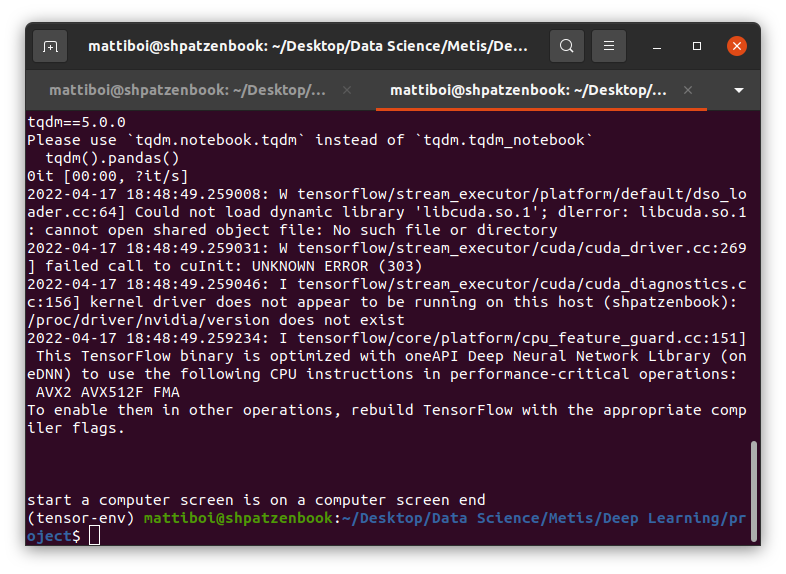 mattiboi@shpatzenbook: ~/Desktop/Data Science/Metis/De...
mattiboi@shpatzenbook: ~/Desktop/...
mattiboi@shpatzenbook: ~/Desktop/...
tqdm==5.0.0
Please use `tqdm.notebook.tqdm` instead of `tqdm.tqdm_notebook`
  tqdm().pandas()
0it [00:00, ?it/s]
2022-04-17 18:48:49.259008: W tensorflow/stream_executor/platform/default/dso_lo
ader.cc:64] Could not load dynamic library 'libcuda.so.1'; dlerror: libcuda.so.1
: cannot open shared object file: No such file or directory
2022-04-17 18:48:49.259031: W tensorflow/stream_executor/cuda/cuda_driver.cc:269
] failed call to cuInit: UNKNOWN ERROR (303)
2022-04-17 18:48:49.259046: I tensorflow/stream_executor/cuda/cuda_diagnostics.c
c:156] kernel driver does not appear to be running on this host (shpatzenbook):
/proc/driver/nvidia/version does not exist
2022-04-17 18:48:49.259234: I tensorflow/core/platform/cpu_feature_guard.cc:151]
 This TensorFlow binary is optimized with oneAPI Deep Neural Network Library (on
eDNN) to use the following CPU instructions in performance-critical operations:
 AVX2 AVX512F FMA
To enable them in other operations, rebuild TensorFlow with the appropriate comp
iler flags.
start a computer screen is on a computer screen end
(tensor-env) mattiboi@shpatzenbook:~/Desktop/Data Science/Metis/Deep Learning/pr
oject$